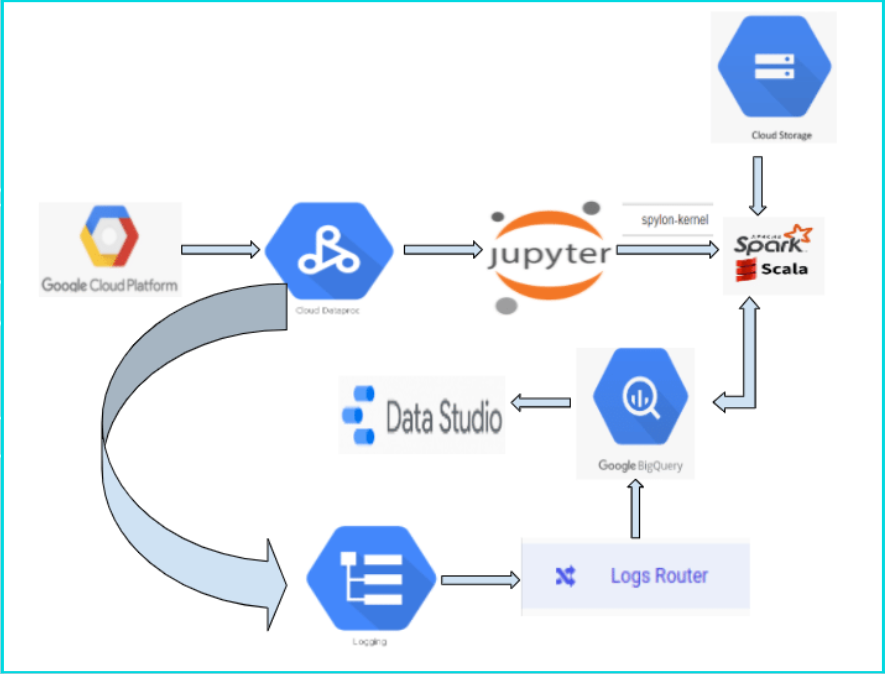 Cloud Storage
Google Cloud Platform
Cloud Dataproc
jupyter
spylon-kernel
APACHE
Spark
Scala
Data Studio
Google BigQuery
Logging
Logs Router